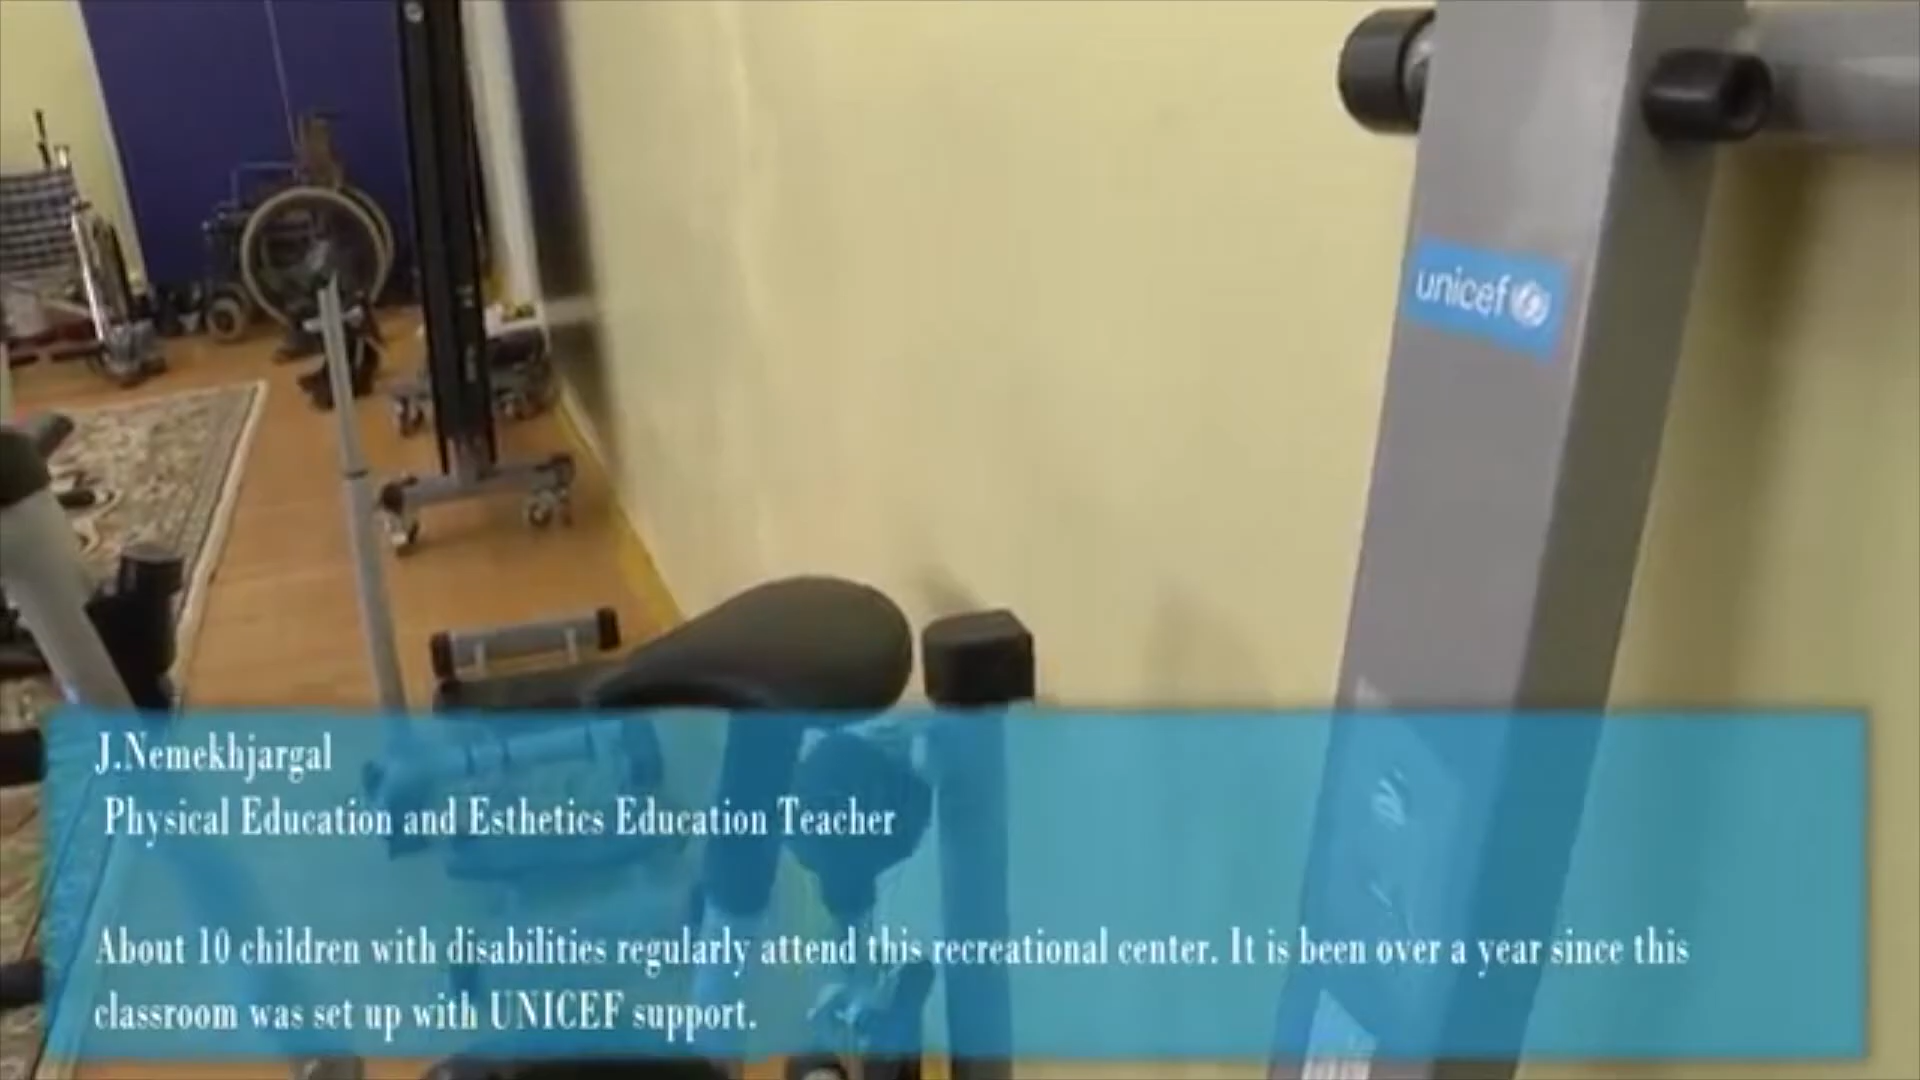 unicef
J.Nemekhjargal
Physical Education and Esthetics Education Teacher
About 10 children with disabilities regularly attend this recreational center. It is been over a year since this
classroom was set up with UNICEF support.